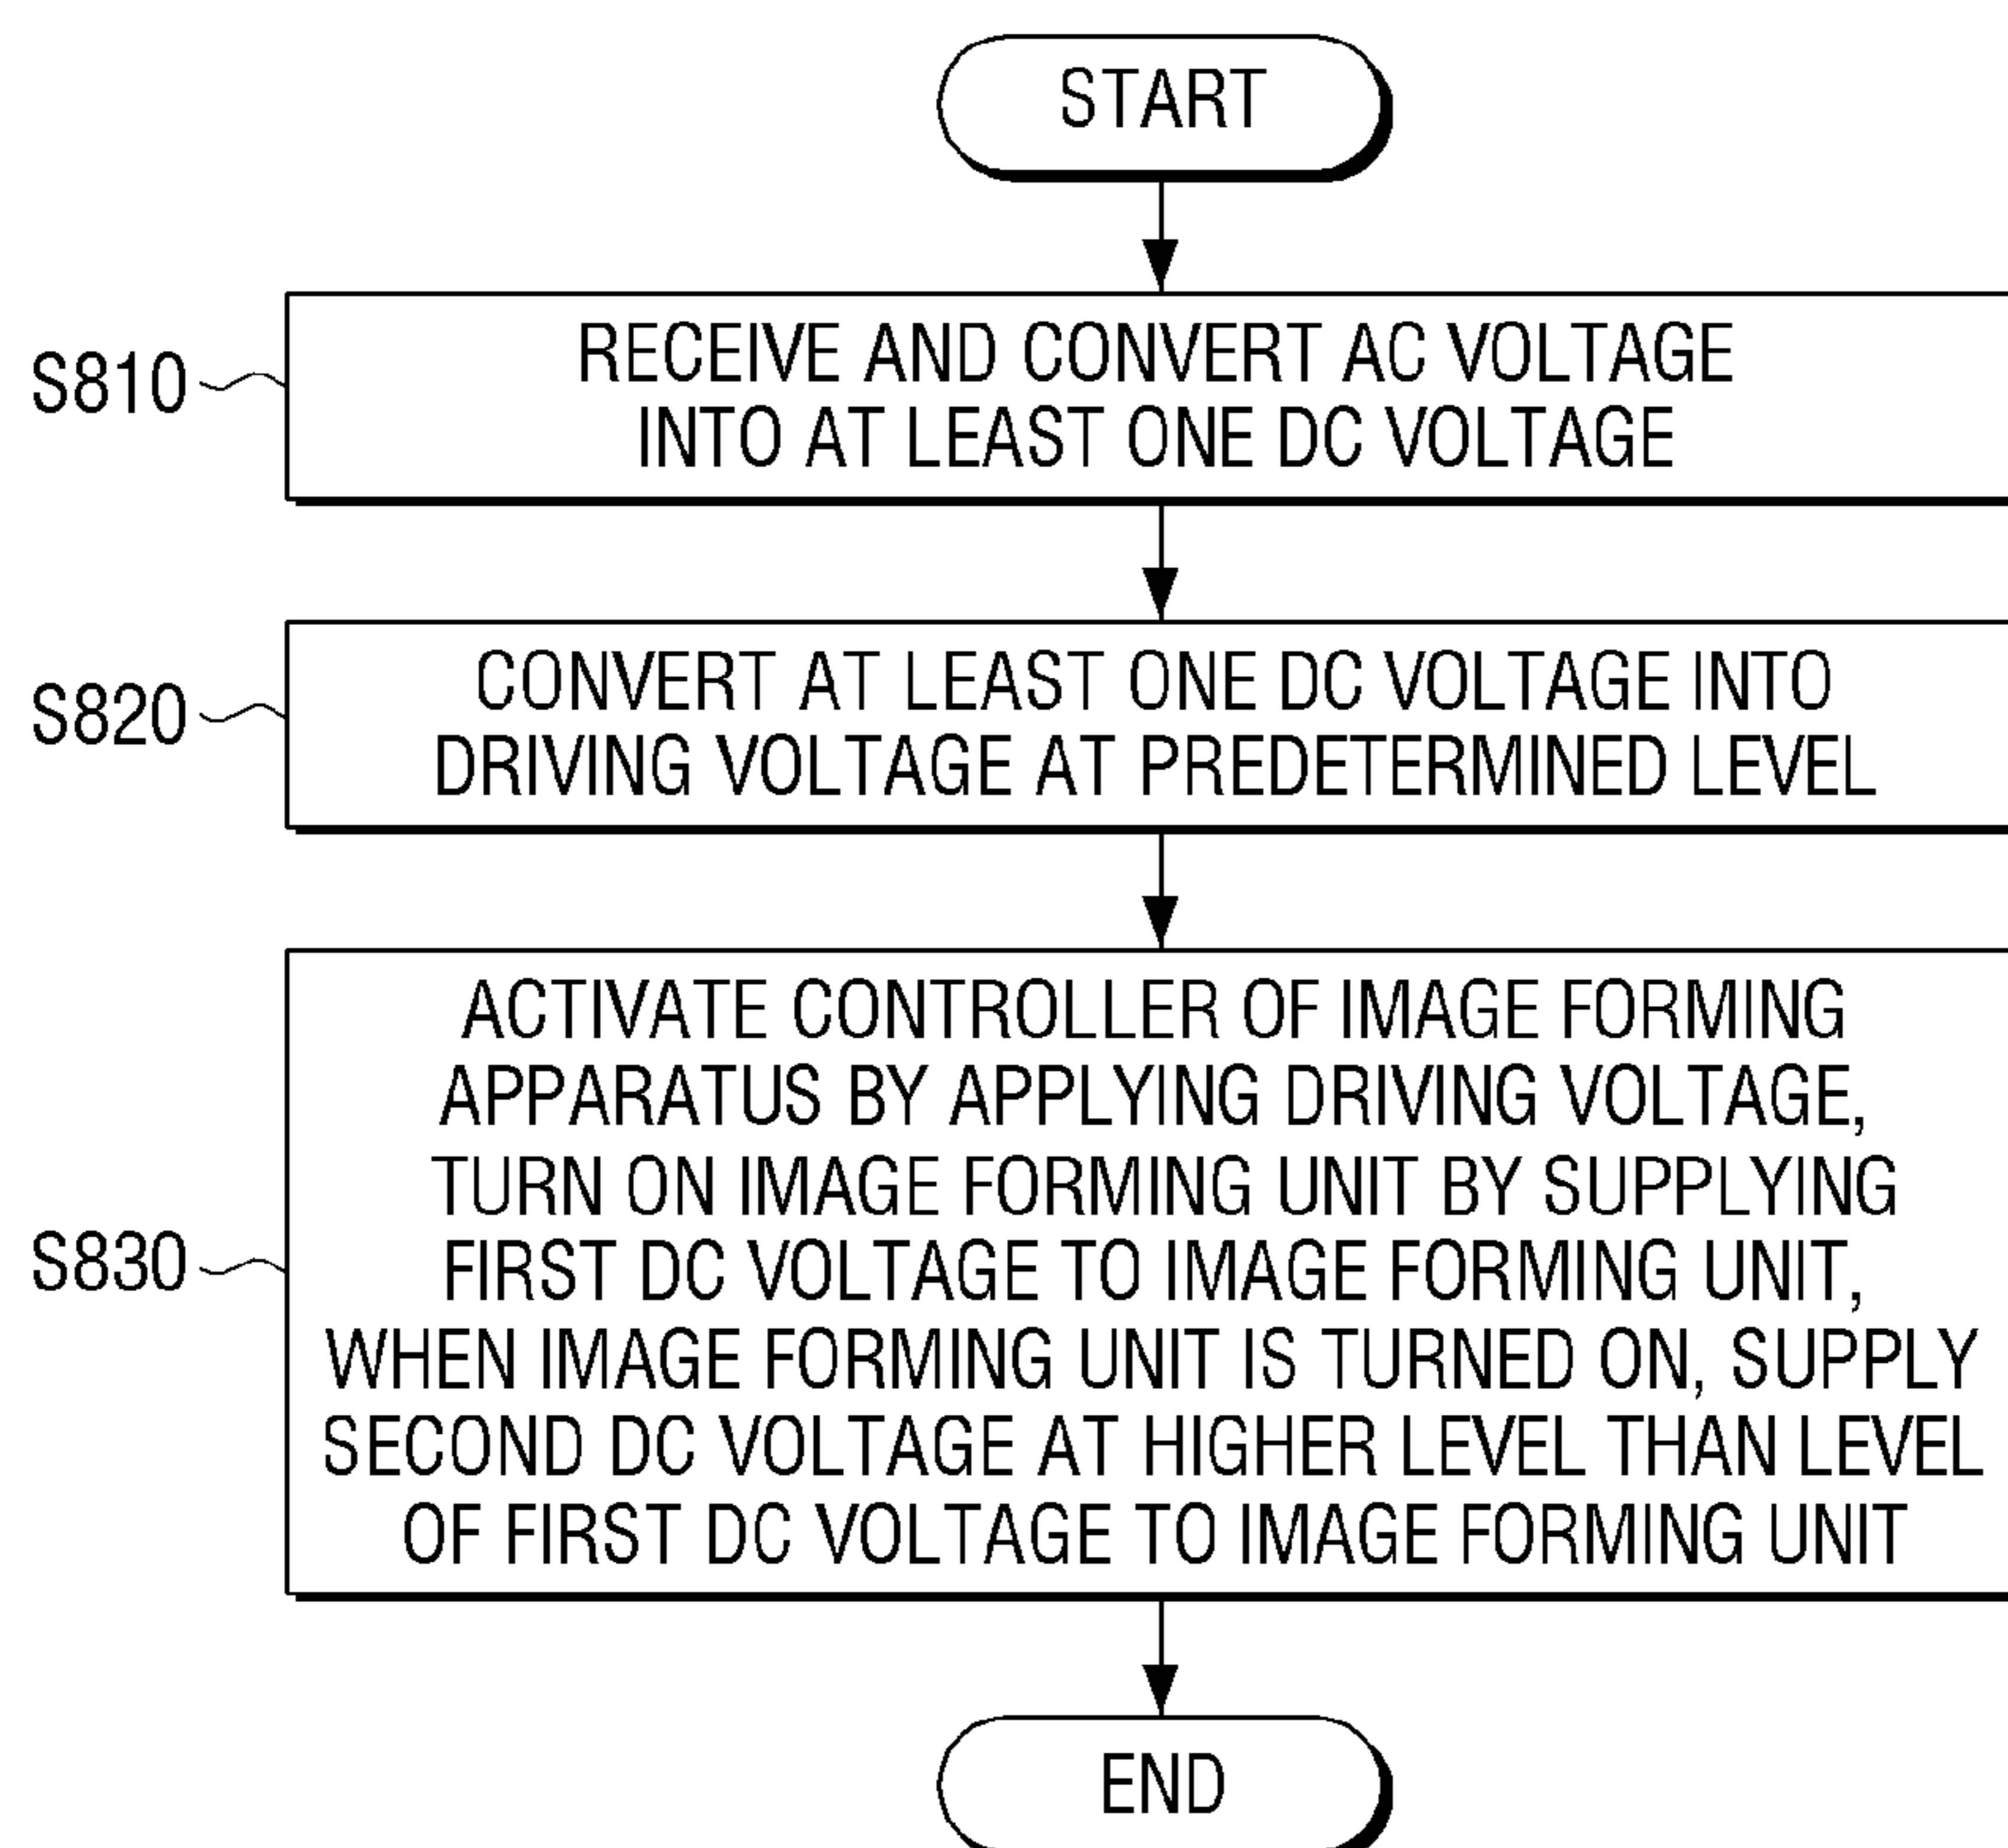 START
S810
RECEIVE AND CONVERT AC VOLTAGE
INTO AT LEAST ONE DC VOLTAGE
S820
CONVERT AT LEAST ONE DC VOLTAGE INTO
DRIVING VOLTAGE AT PREDETERMINED LEVEL
S830
ACTIVATE CONTROLLER OF IMAGE FORMING
APPARATUS BY APPLYING DRIVING VOLTAGE,
TURN ON IMAGE FORMING UNIT BY SUPPLYING
FIRST DC VOLTAGE TO IMAGE FORMING UNIT,
WHEN IMAGE FORMING UNIT IS TURNED ON, SUPPLY
SECOND DC VOLTAGE AT HIGHER LEVEL THAN LEVEL
OF FIRST DC VOLTAGE TO IMAGE FORMING UNIT
END